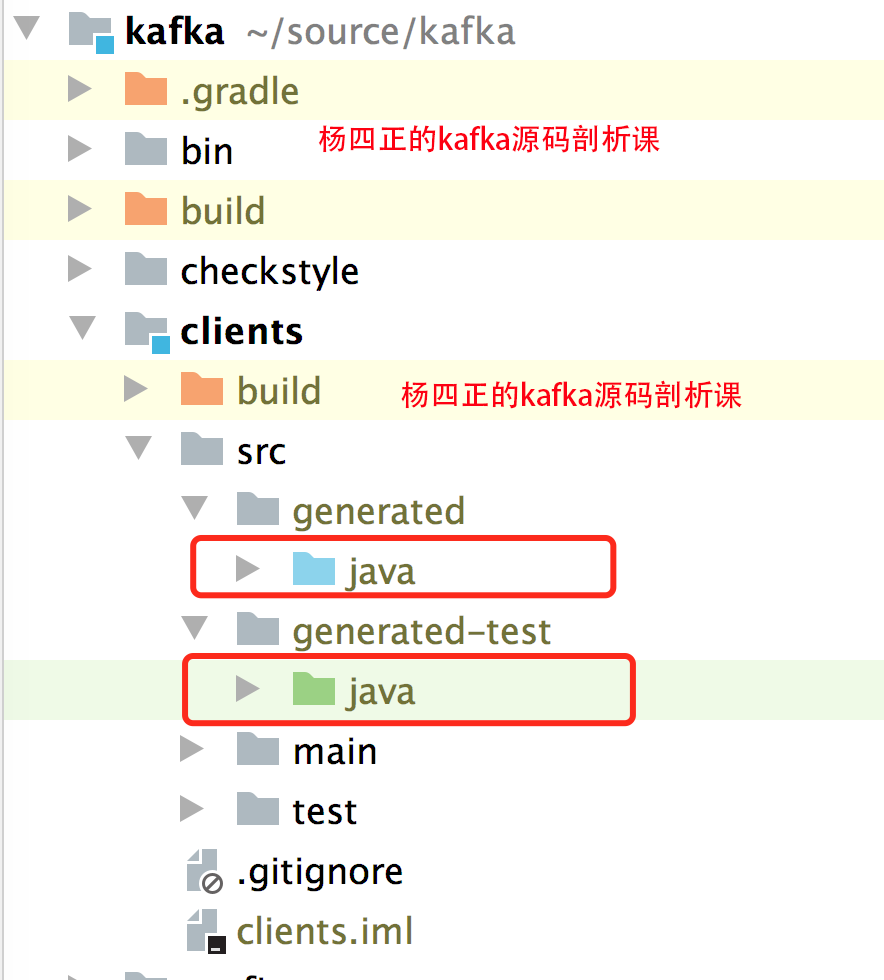 kafka ~/source/kafka
.gradle
bin
杨四正的kafka源码剖析课
build
checkstyle
clients
build
杨四正的kafka源码剖析课
src
generated
java
generated-test
java
main
test
.gitignore
clients.iml